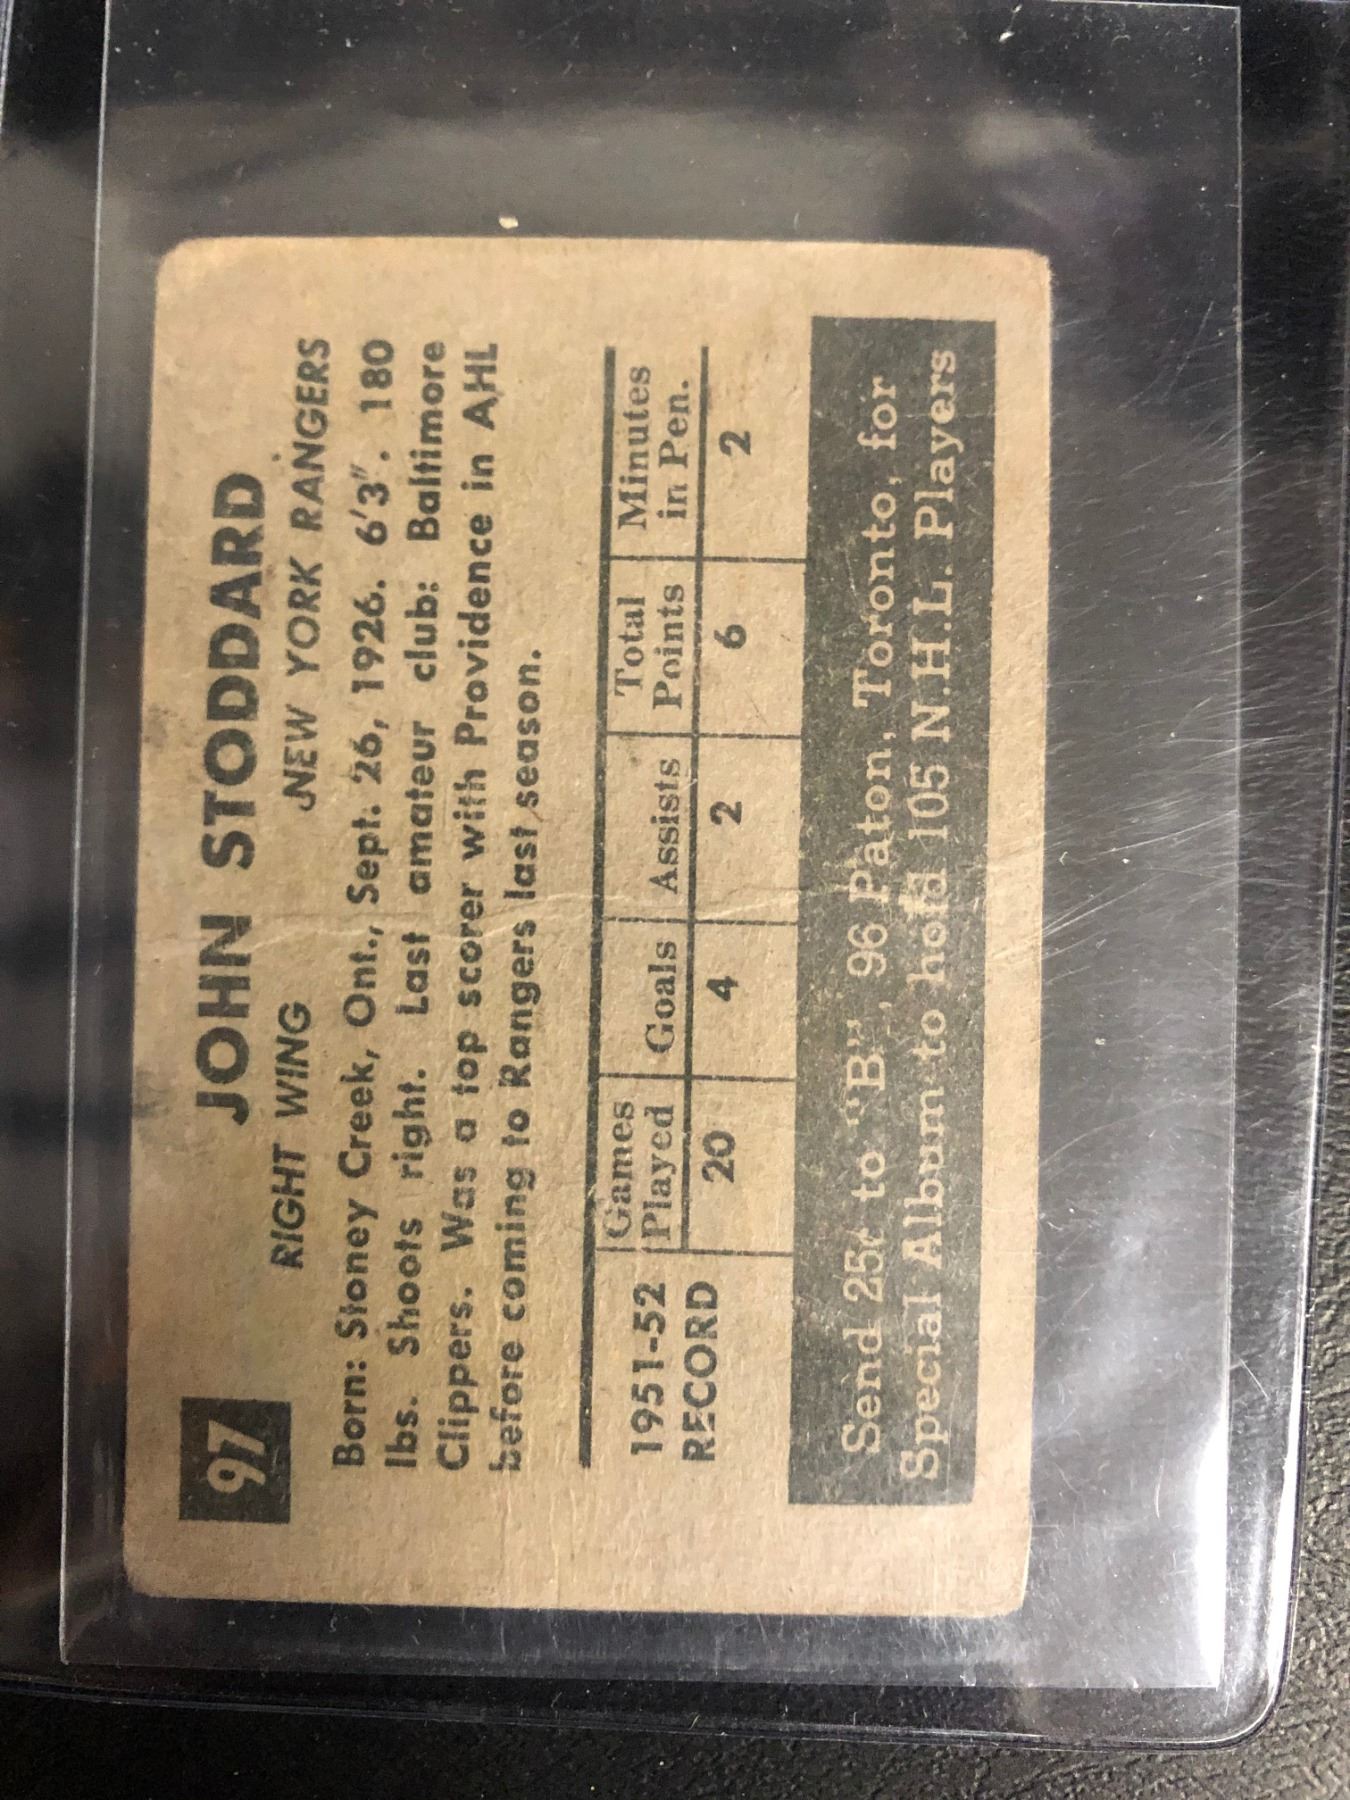 97
JOHN STODDARD
RIGHT WING NEW YORK RANGERS
Born: Stoney Creek, Ont., Sept. 26, 1926. 6'3". 180
lbs. Shoots right. Last amateur club: Baltimore
Clippers. Was a top scorer with Providence in AHL
before coming to Rangers last season.
1951-52 RECORD
Games Played Goals Assists Total Points Minutes in Pen.
20 4 2 6 2
Send 25¢ to "B", 96 Paton, Toronto, for
Special Album to hold 105 N.H.L. Players